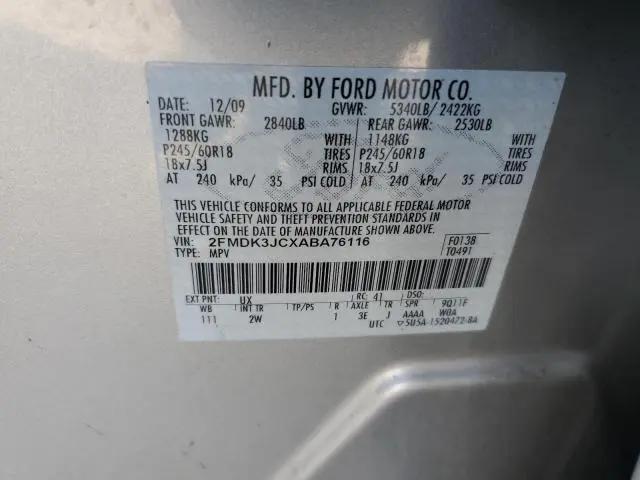 MFD. BY FORD MOTOR CO.
DATE: 12/09 GVWR: 5340LB/ 2422KG
FRONT GAWR: 2840LB REAR GAWR: 2530LB
1288KG WITH 1148KG WITH
P245/60R18 TIRES P245/60R18 TIRES
18x7.5J RIMS 18x7.5J RIMS
AT 240 kPa/ 35 PSI COLD AT 240 kPa/ 35 PSI COLD
THIS VEHICLE CONFORMS TO ALL APPLICABLE FEDERAL MOTOR
VEHICLE SAFETY AND THEFT PREVENTION STANDARDS IN
EFFECT ON THE DATE OF MANUFACTURE SHOWN ABOVE.
VIN: 2FMDK3JCXABA76116 F0138
TYPE: MPV T0491
EXT PNT: UX RC: 41 DSO:
WB INT TR TP/PS R AXLE TR SPR 9Q11F
111 2W 1 3E J AAAA W0A
UTC ▽5U5A-1520472-BA